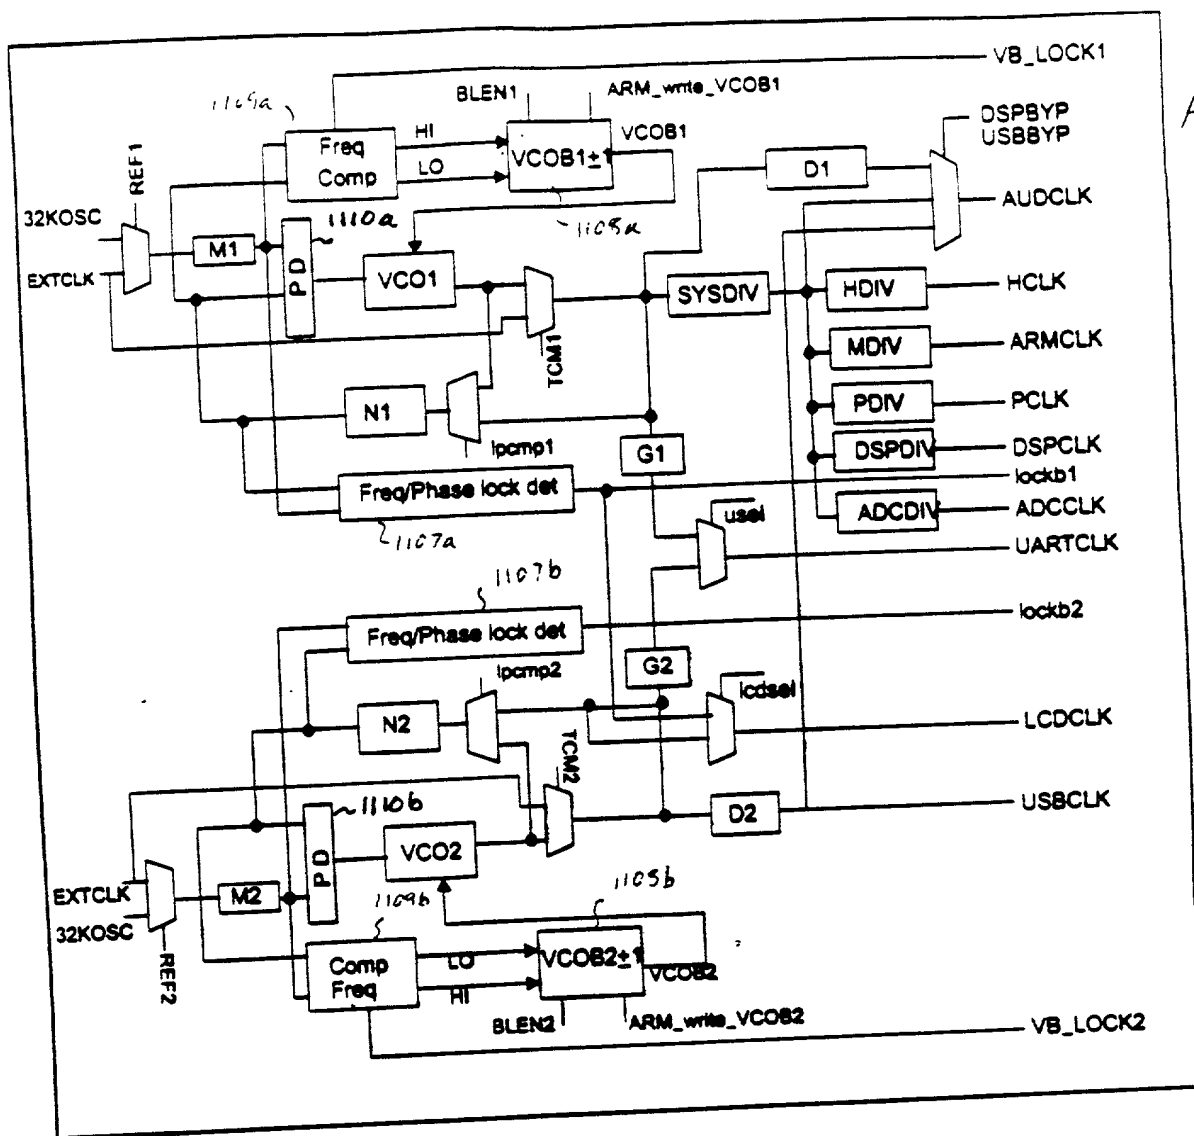 VB_LOCK1
BLEN1
ARM_write_VCOB1
DSPBYP
USBBYP
1109a
HI
LO
Freq
Comp
VCOB1±1
VCOB1
D1
REF1
1110a
1108a
AUDCLK
32KOSC
EXTCLK
M1
PD
VCO1
TCM1
SYSDIV
HDIV
HCLK
MDIV
ARMCLK
N1
lpcmp1
G1
PDIV
PCLK
DSPDIV
DSPCLK
Freq/Phase lock det
lockb1
usel
ADCDIV
ADCCLK
1107a
UARTCLK
1107b
Freq/Phase lock det
lockb2
lpcmp2
G2
lcdsel
N2
LCDCLK
TCM2
1110b
D2
USBCLK
PD
VCO2
EXTCLK
M2
32KOSC
REF2
1109b
1108b
Comp
Freq
LO
HI
VCOB2±1
VCOB2
BLEN2
ARM_write_VCOB2
VB_LOCK2